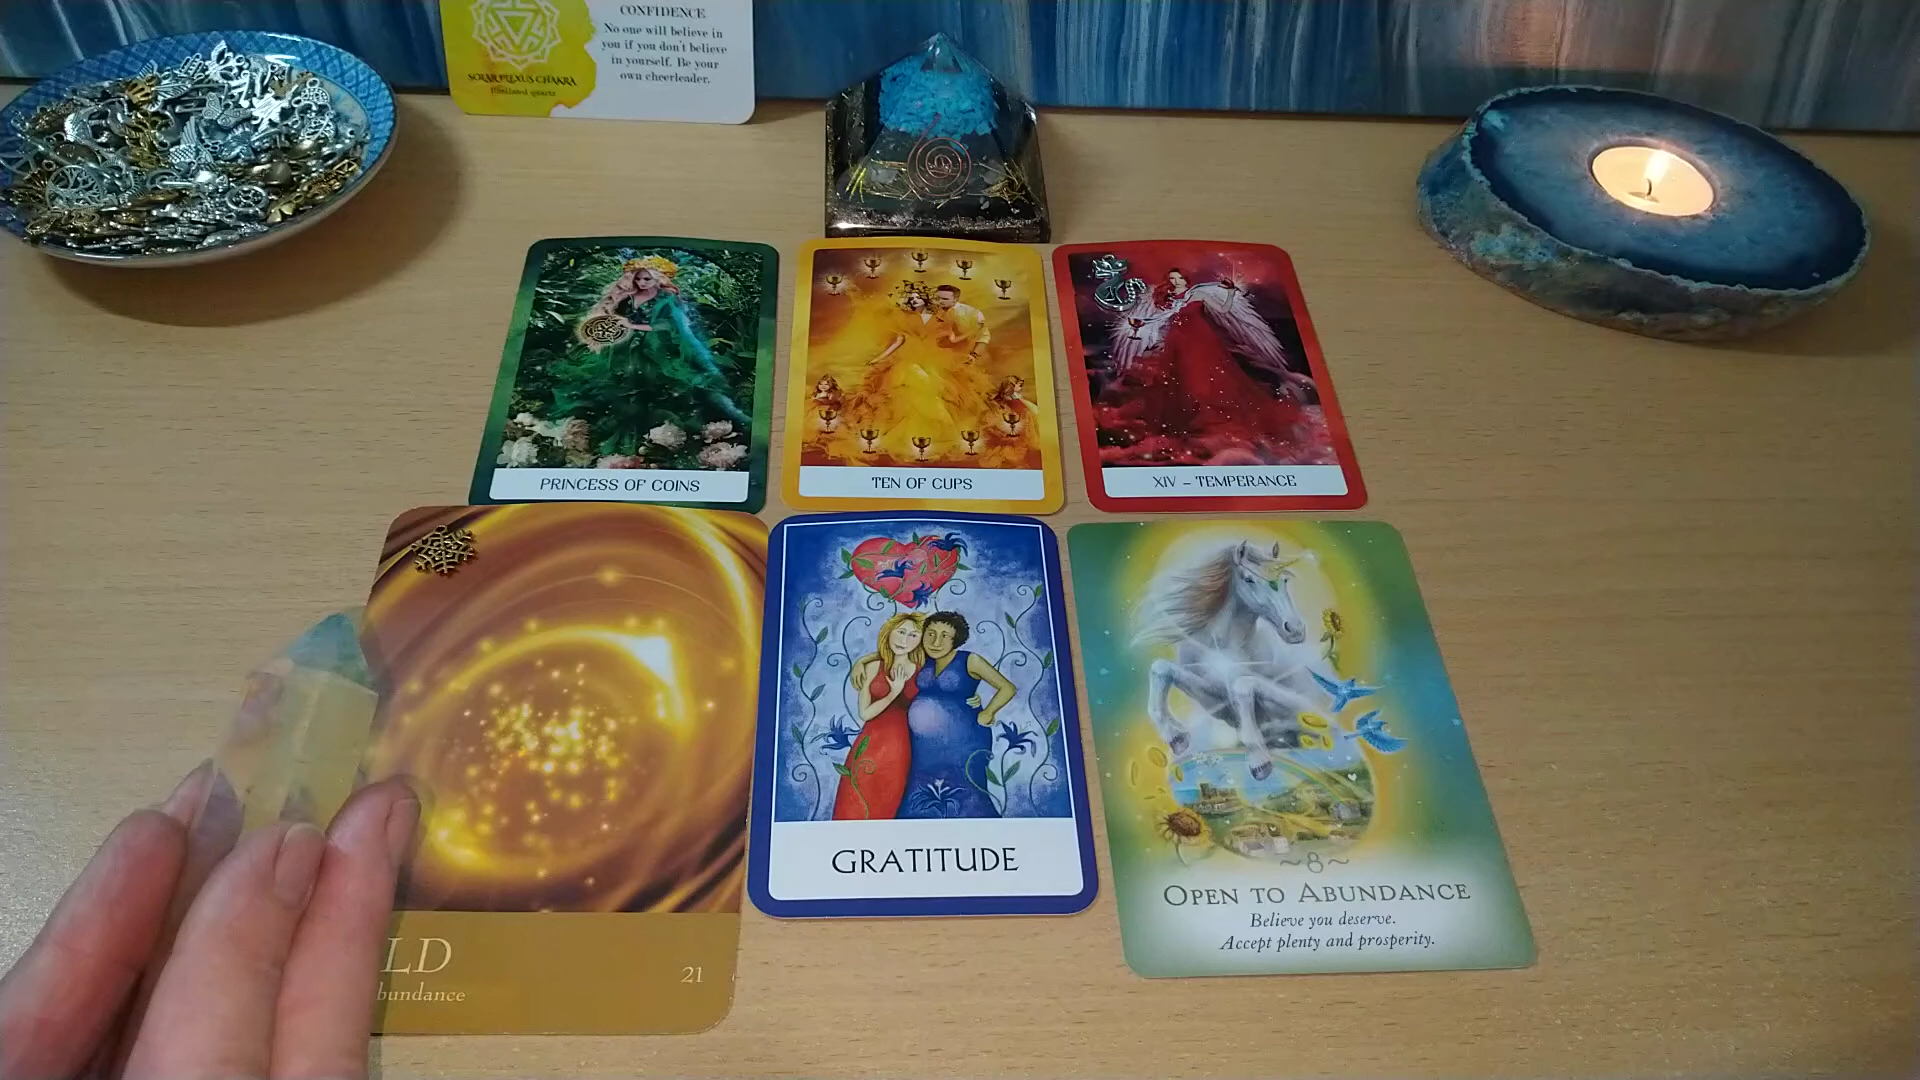 CONFIDENCE
No one will believe in
you if you don't believe
in yourself. Be your
own cheerleader.
SOLAR PLEXUS CHAKRA
Rutilated quartz
PRINCESS OF COINS
TEN OF CUPS
XIV – TEMPERANCE
LD
bundance
21
GRATITUDE
~8~
OPEN TO ABUNDANCE
Believe you deserve.
Accept plenty and prosperity.